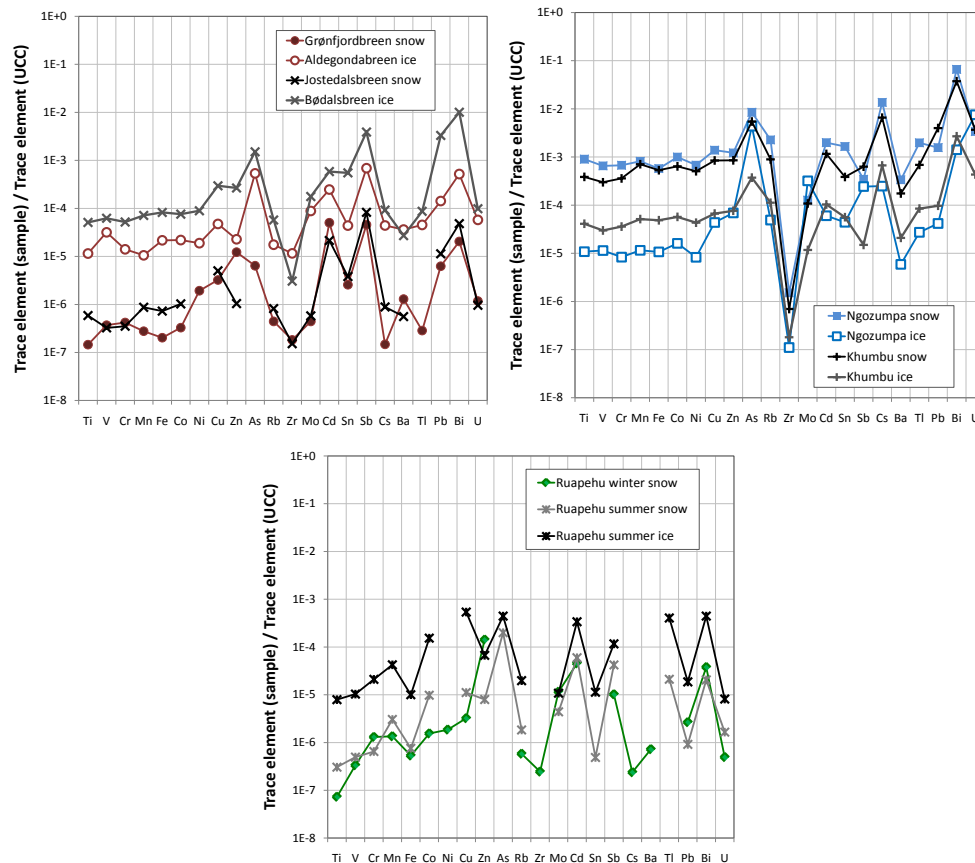 Trace element (sample) / Trace element (UCC)
1E+0
1E-1
1E-2
1E-3
1E-4
1E-5
1E-6
1E-7
1E-8
Grønfjordbreen snow
Aldegondabreen ice
Jostedalsbreen snow
Bødalsbreen ice
Ti V Cr Mn Fe Co Ni Cu Zn As Rb Zr Mo Cd Sn Sb Cs Ba Tl Pb Bi U
Trace element (sample) / Trace element (UCC)
1E+0
1E-1
1E-2
1E-3
1E-4
1E-5
1E-6
1E-7
1E-8
Ngozumpa snow
Ngozumpa ice
Khumbu snow
Khumbu ice
Ti V Cr Mn Fe Co Ni Cu Zn As Rb Zr Mo Cd Sn Sb Cs Ba Tl Pb Bi U
Trace element (sample) / Trace element (UCC)
1E+0
1E-1
1E-2
1E-3
1E-4
1E-5
1E-6
1E-7
1E-8
Ruapehu winter snow
Ruapehu summer snow
Ruapehu summer ice
Ti V Cr Mn Fe Co Ni Cu Zn As Rb Zr Mo Cd Sn Sb Cs Ba Tl Pb Bi U